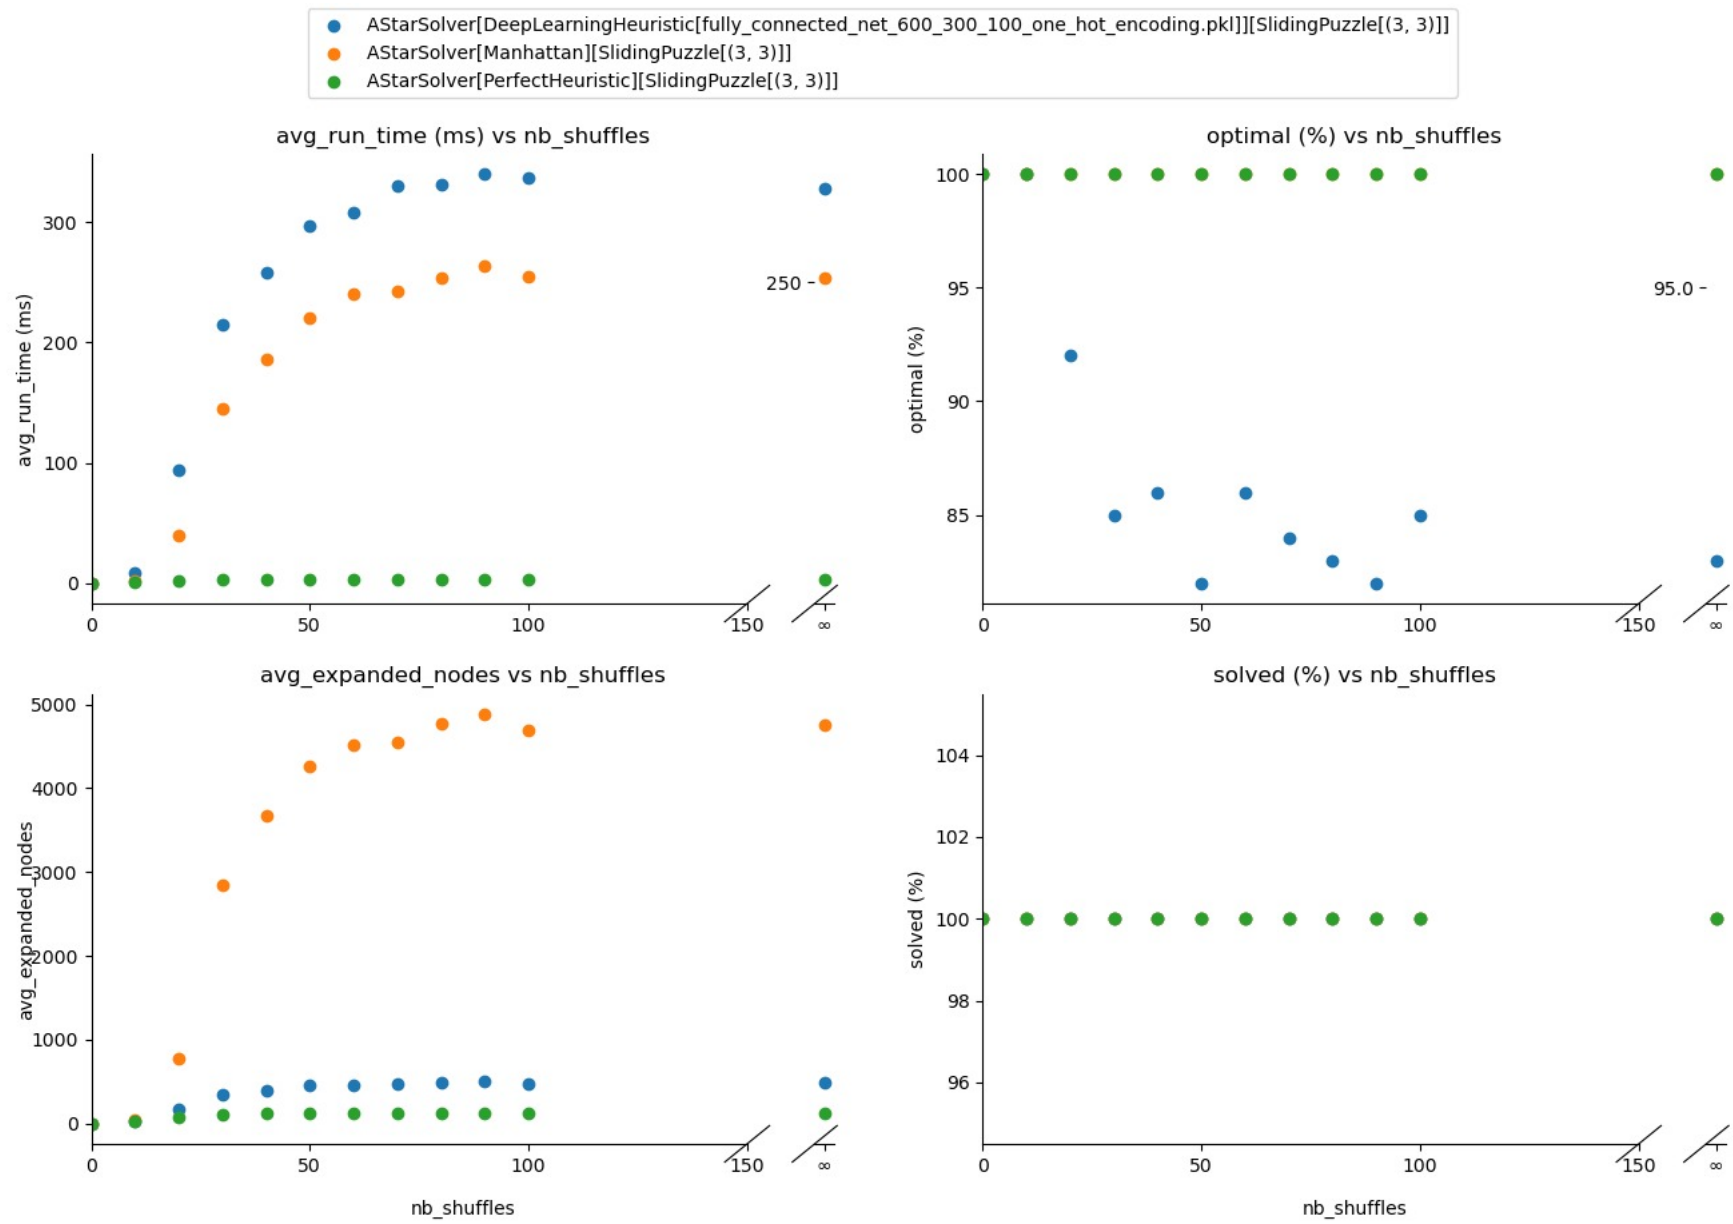 AStarSolver[DeepLearningHeuristic[fully_connected_net_600_300_100_one_hot_encoding.pkl]][SlidingPuzzle[(3, 3)]]
AStarSolver[Manhattan][SlidingPuzzle[(3, 3)]]
AStarSolver[PerfectHeuristic][SlidingPuzzle[(3, 3)]]
avg_run_time (ms) vs nb_shuffles
avg_run_time (ms)
300
200
100
0
250
0 50 100 150 ∞
optimal (%) vs nb_shuffles
optimal (%)
100
95
90
85
95.0
0 50 100 150 ∞
avg_expanded_nodes vs nb_shuffles
avg_expanded_nodes
5000
4000
3000
2000
1000
0
0 50 100 150 ∞
nb_shuffles
solved (%) vs nb_shuffles
solved (%)
104
102
100
98
96
0 50 100 150 ∞
nb_shuffles